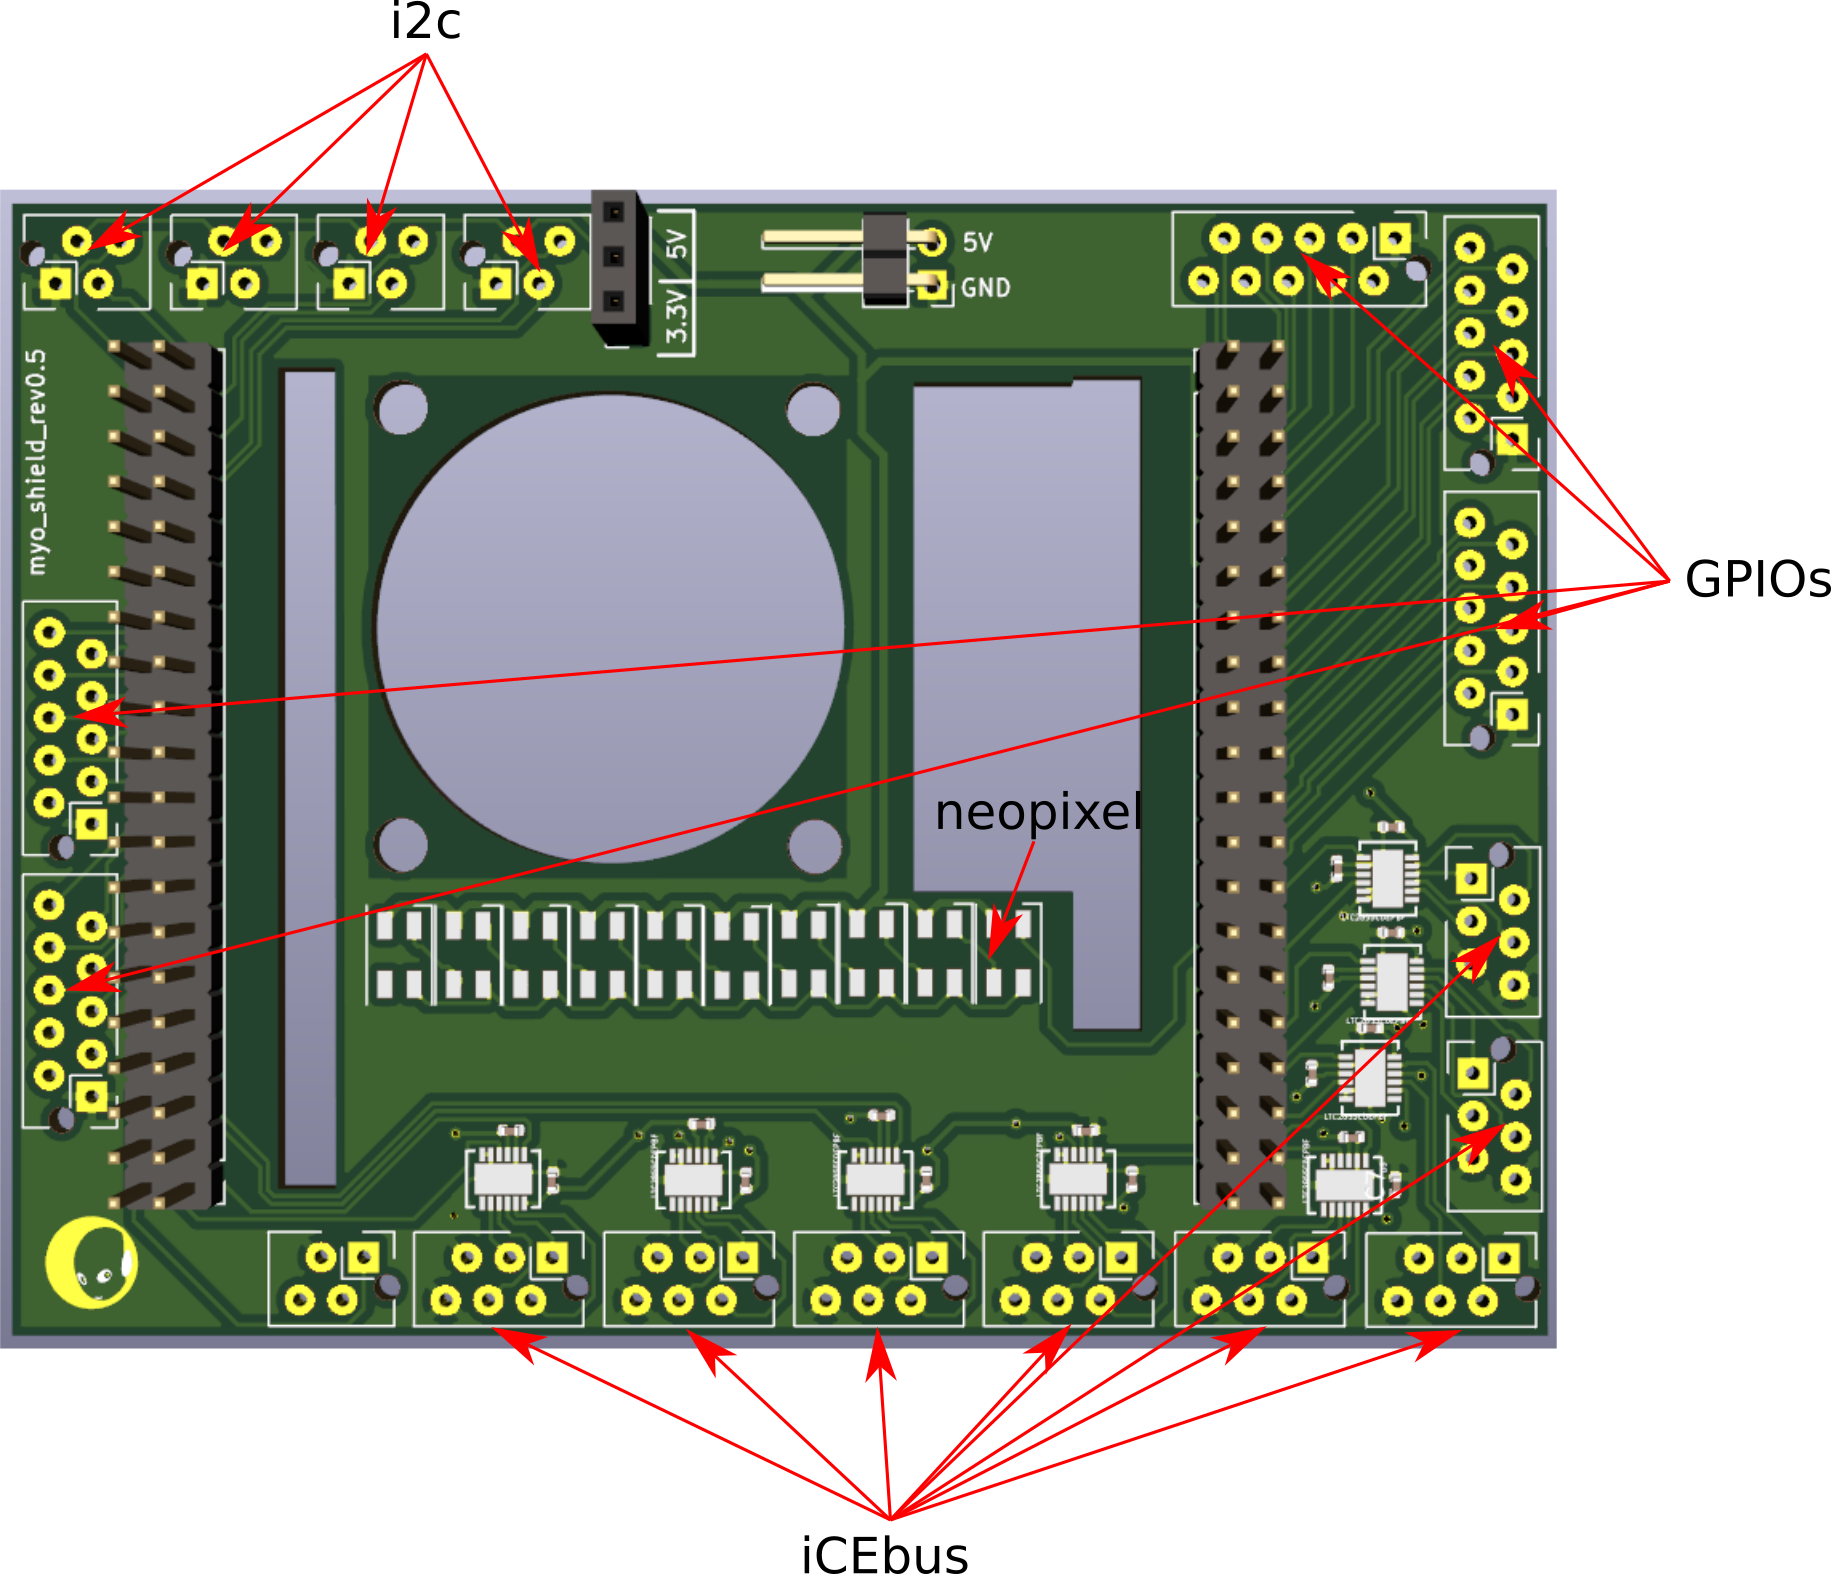 i2c
5V
3.3V
5V
GND
myo_shield_rev0.5
GPIOs
neopixel
iCEbus